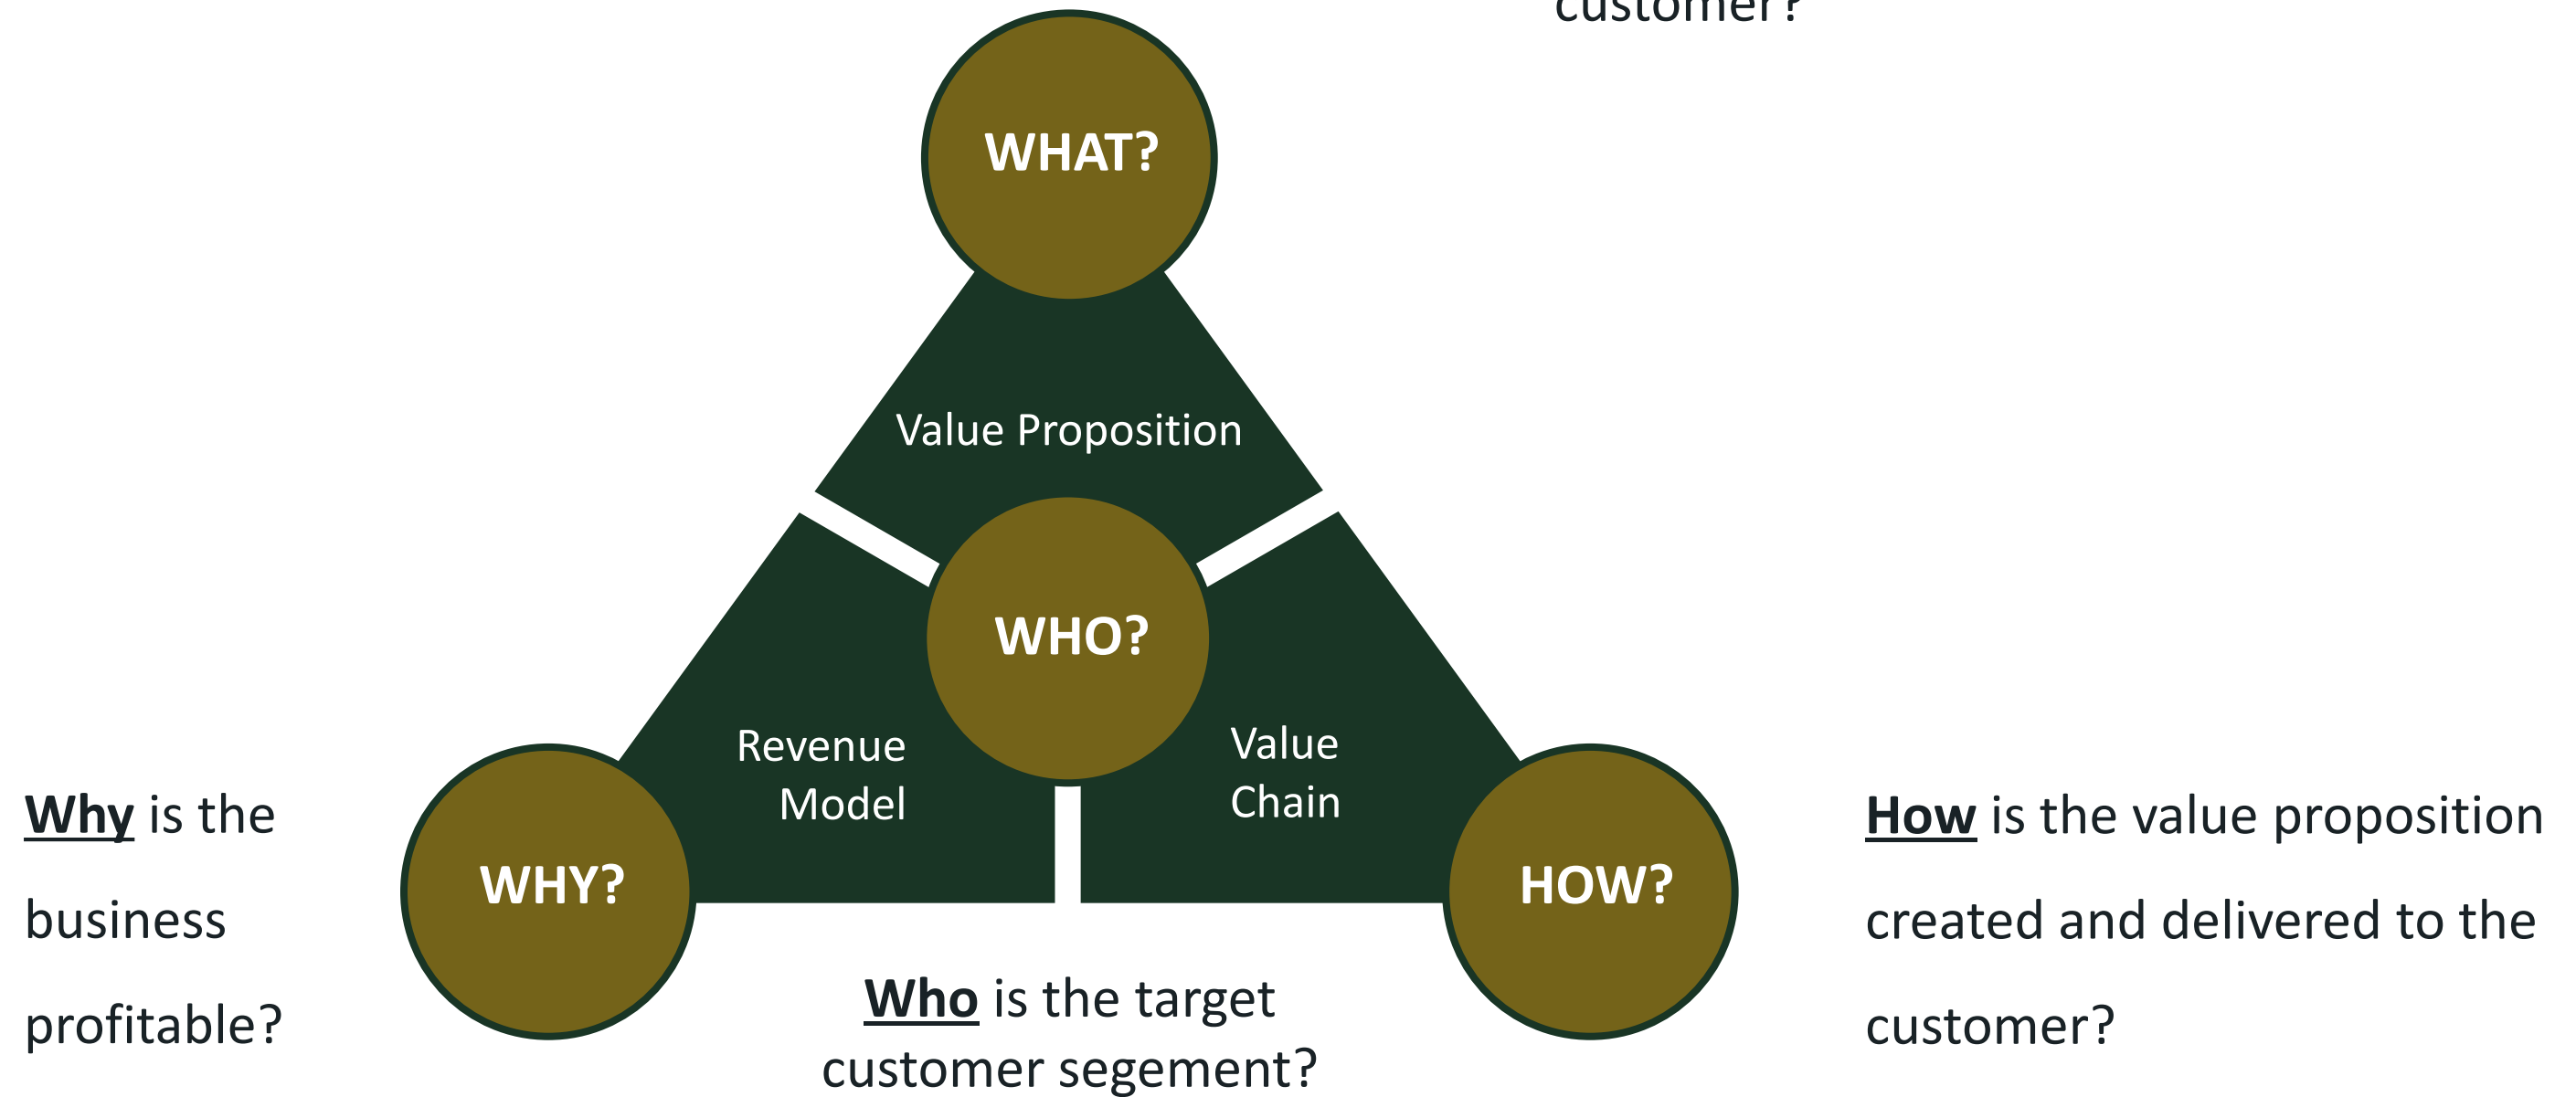 customer?
WHAT?
Value Proposition
WHO?
Revenue
Model
Value
Chain
WHY?
HOW?
Why is the
business
profitable?
How is the value proposition
created and delivered to the
customer?
Who is the target
customer segement?